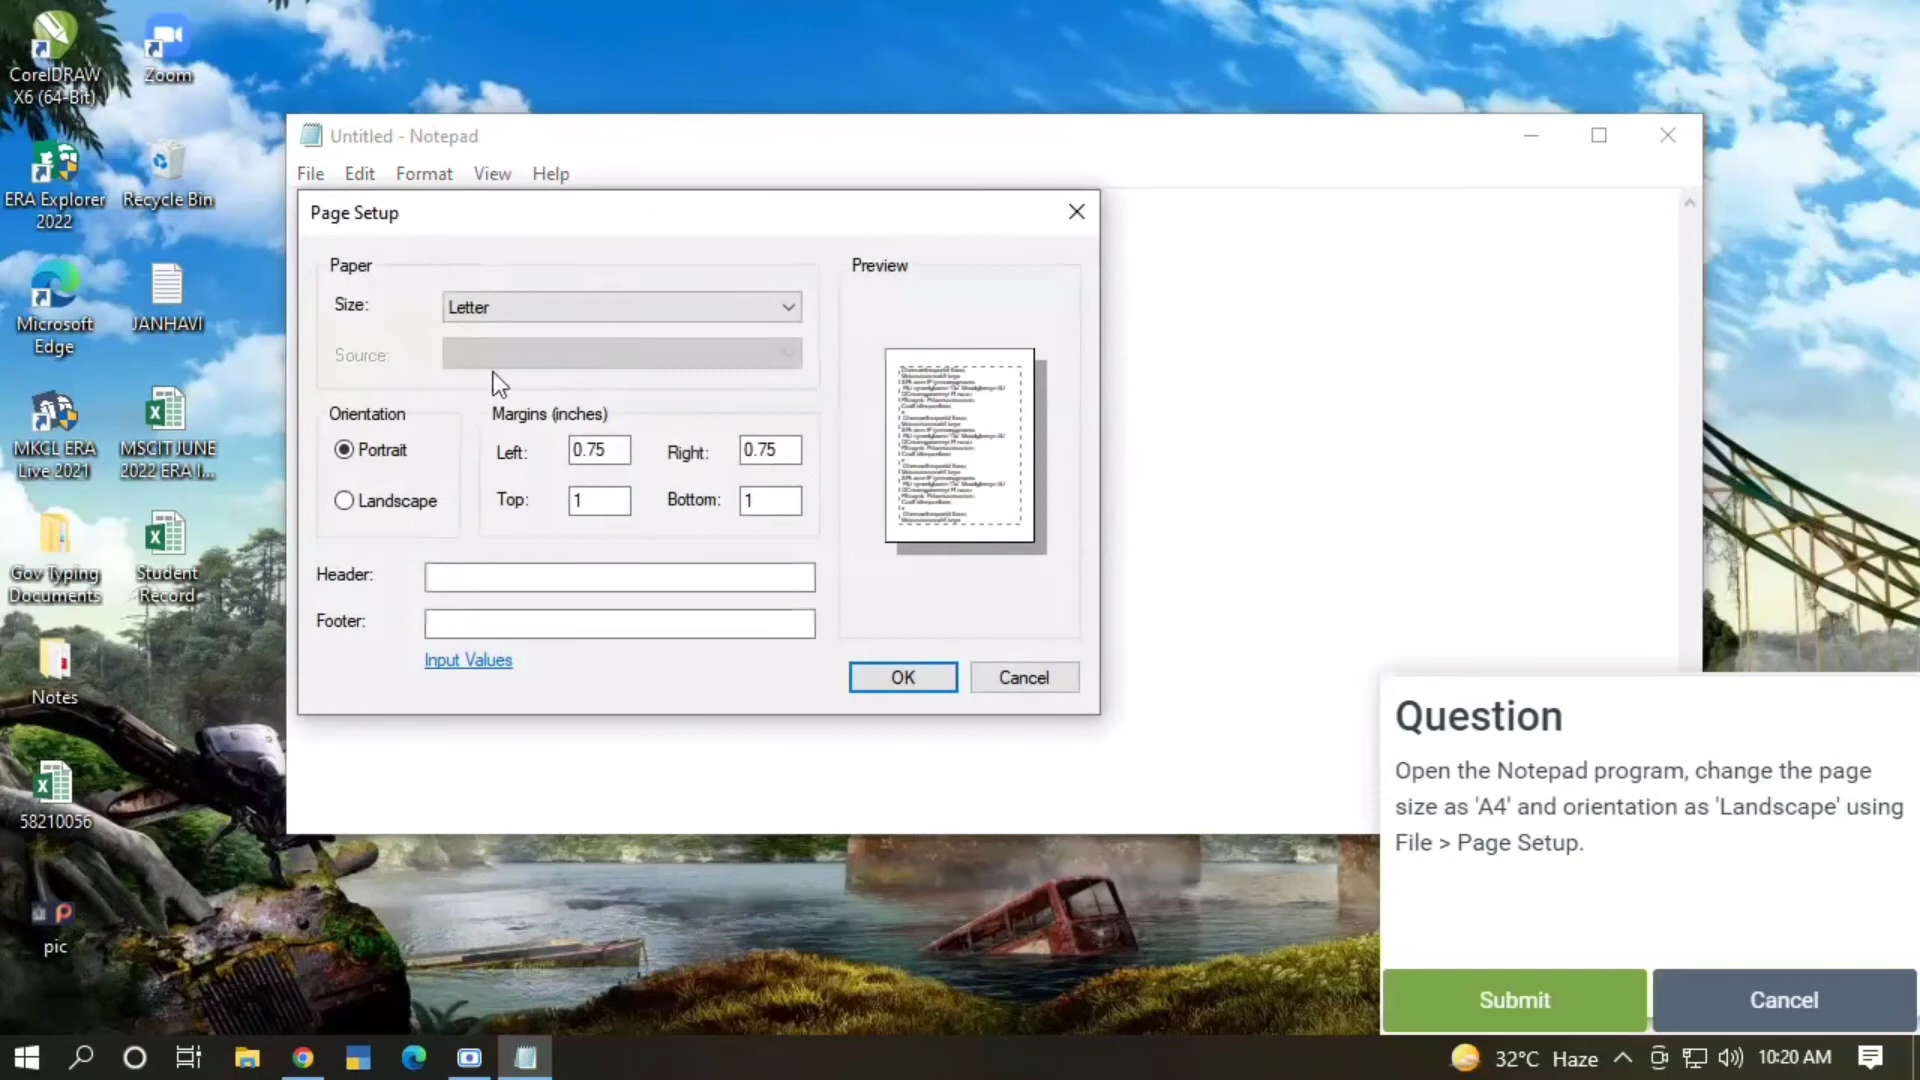 CorelDRAW
X6 (64-Bit)
Zoom
ERA Explorer
2022
Recycle Bin
Microsoft
Edge
JANHAVI
MKCL ERA
Live 2021
MSCIT JUNE
2022 ERA I...
Gov Typing
Documents
Student
Record
Notes
58210056
pic
Untitled - Notepad
File Edit Format View Help
Page Setup
Paper
Size: Letter
Source:
Orientation
Portrait
Landscape
Margins (inches)
Left: 0.75 Right: 0.75
Top: 1 Bottom: 1
Header:
Footer:
Input Values
Preview
OK Cancel
Question
Open the Notepad program, change the page
size as 'A4' and orientation as 'Landscape' using
File > Page Setup.
Submit Cancel
32°C Haze 10:20 AM